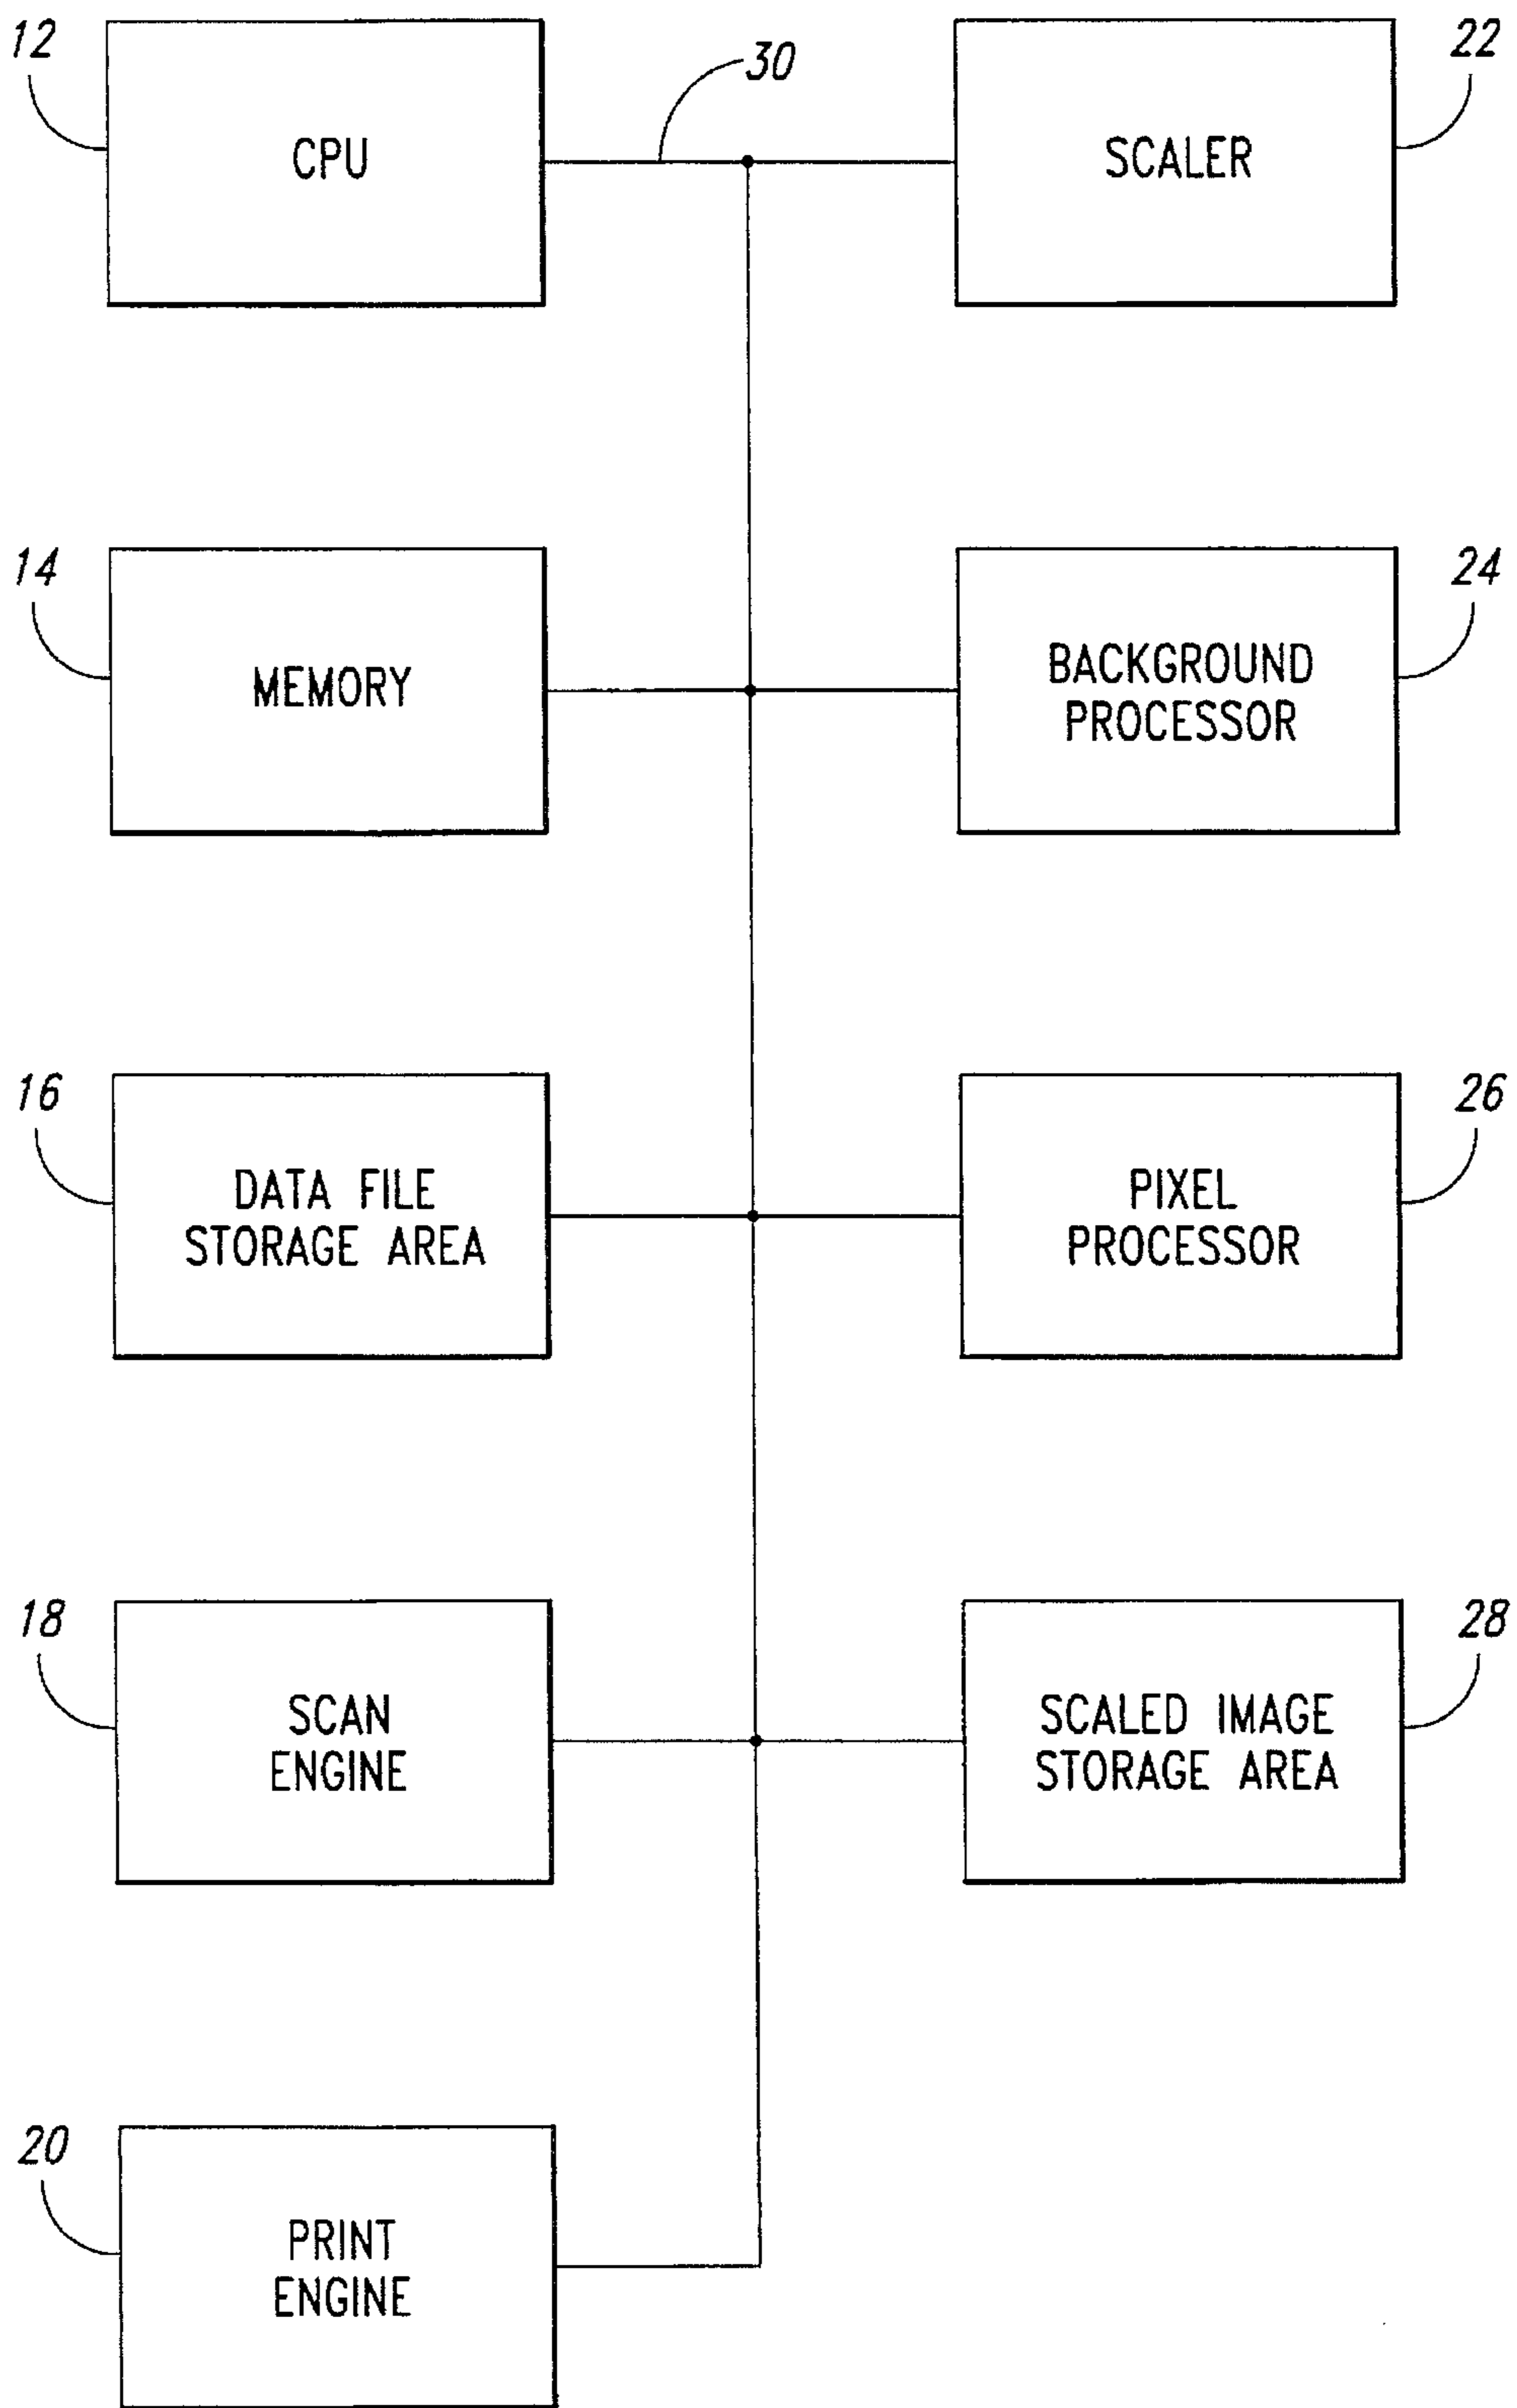 12
CPU
30
SCALER
22
14
MEMORY
BACKGROUND
PROCESSOR
24
16
DATA FILE
STORAGE AREA
PIXEL
PROCESSOR
26
18
SCAN
ENGINE
SCALED IMAGE
STORAGE AREA
28
20
PRINT
ENGINE